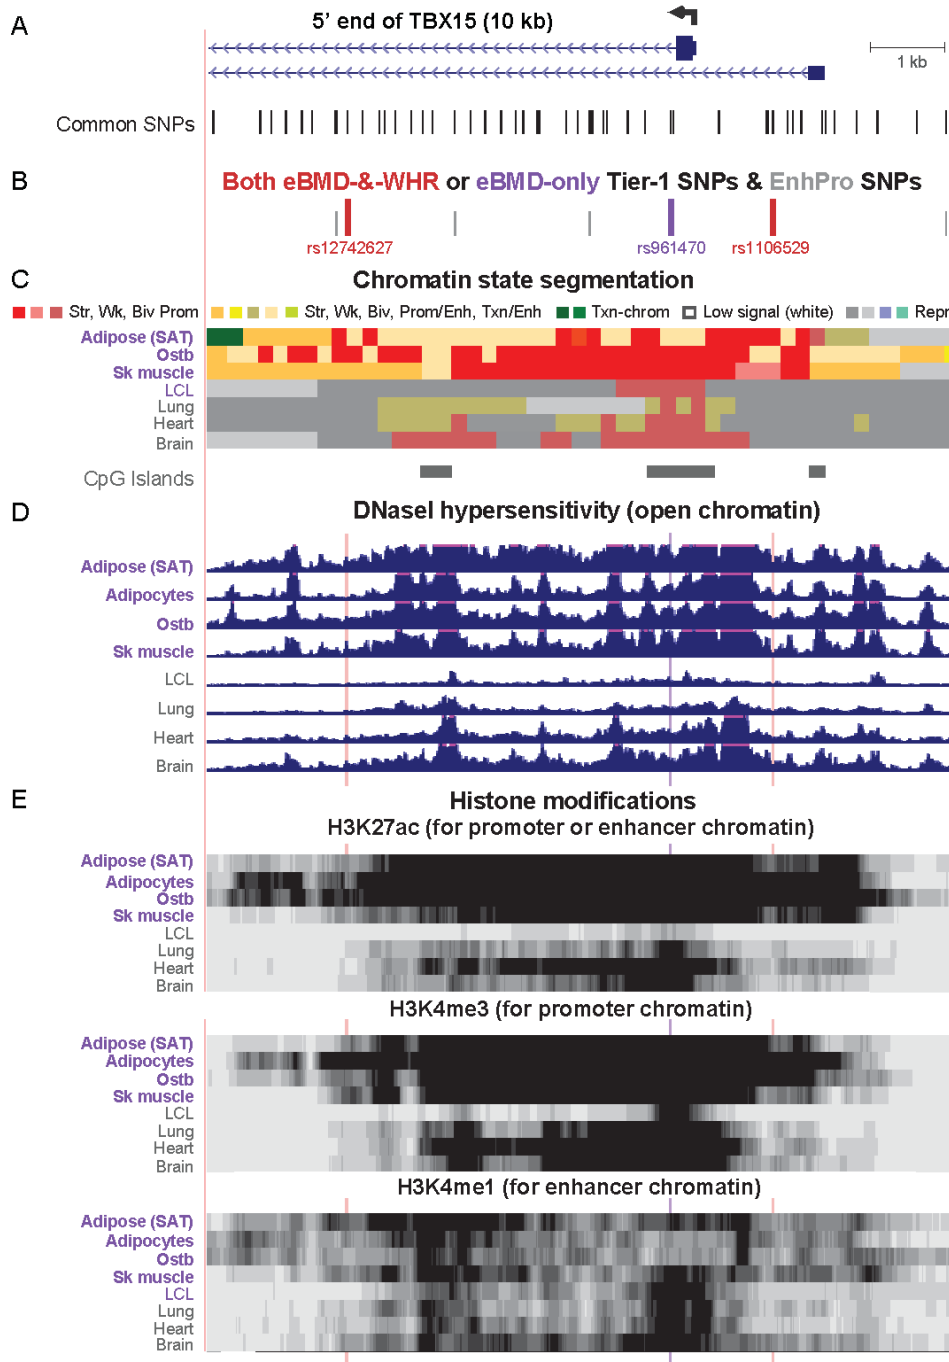 A
5' end of TBX15 (10 kb)
1 kb
Common SNPs
B
Both eBMD-&-WHR or eBMD-only Tier-1 SNPs & EnhPro SNPs
rs12742627
rs961470
rs1106529
C
Chromatin state segmentation
Str, Wk, Biv Prom
Str, Wk, Biv, Prom/Enh, Txn/Enh
Txn-chrom
Low signal (white)
Repr
Adipose (SAT)
Ostb
Sk muscle
LCL
Lung
Heart
Brain
CpG Islands
D
DNaseI hypersensitivity (open chromatin)
Adipose (SAT)
Adipocytes
Ostb
Sk muscle
LCL
Lung
Heart
Brain
E
Histone modifications
H3K27ac (for promoter or enhancer chromatin)
Adipose (SAT)
Adipocytes
Ostb
Sk muscle
LCL
Lung
Heart
Brain
H3K4me3 (for promoter chromatin)
Adipose (SAT)
Adipocytes
Ostb
Sk muscle
LCL
Lung
Heart
Brain
H3K4me1 (for enhancer chromatin)
Adipose (SAT)
Adipocytes
Ostb
Sk muscle
LCL
Lung
Heart
Brain